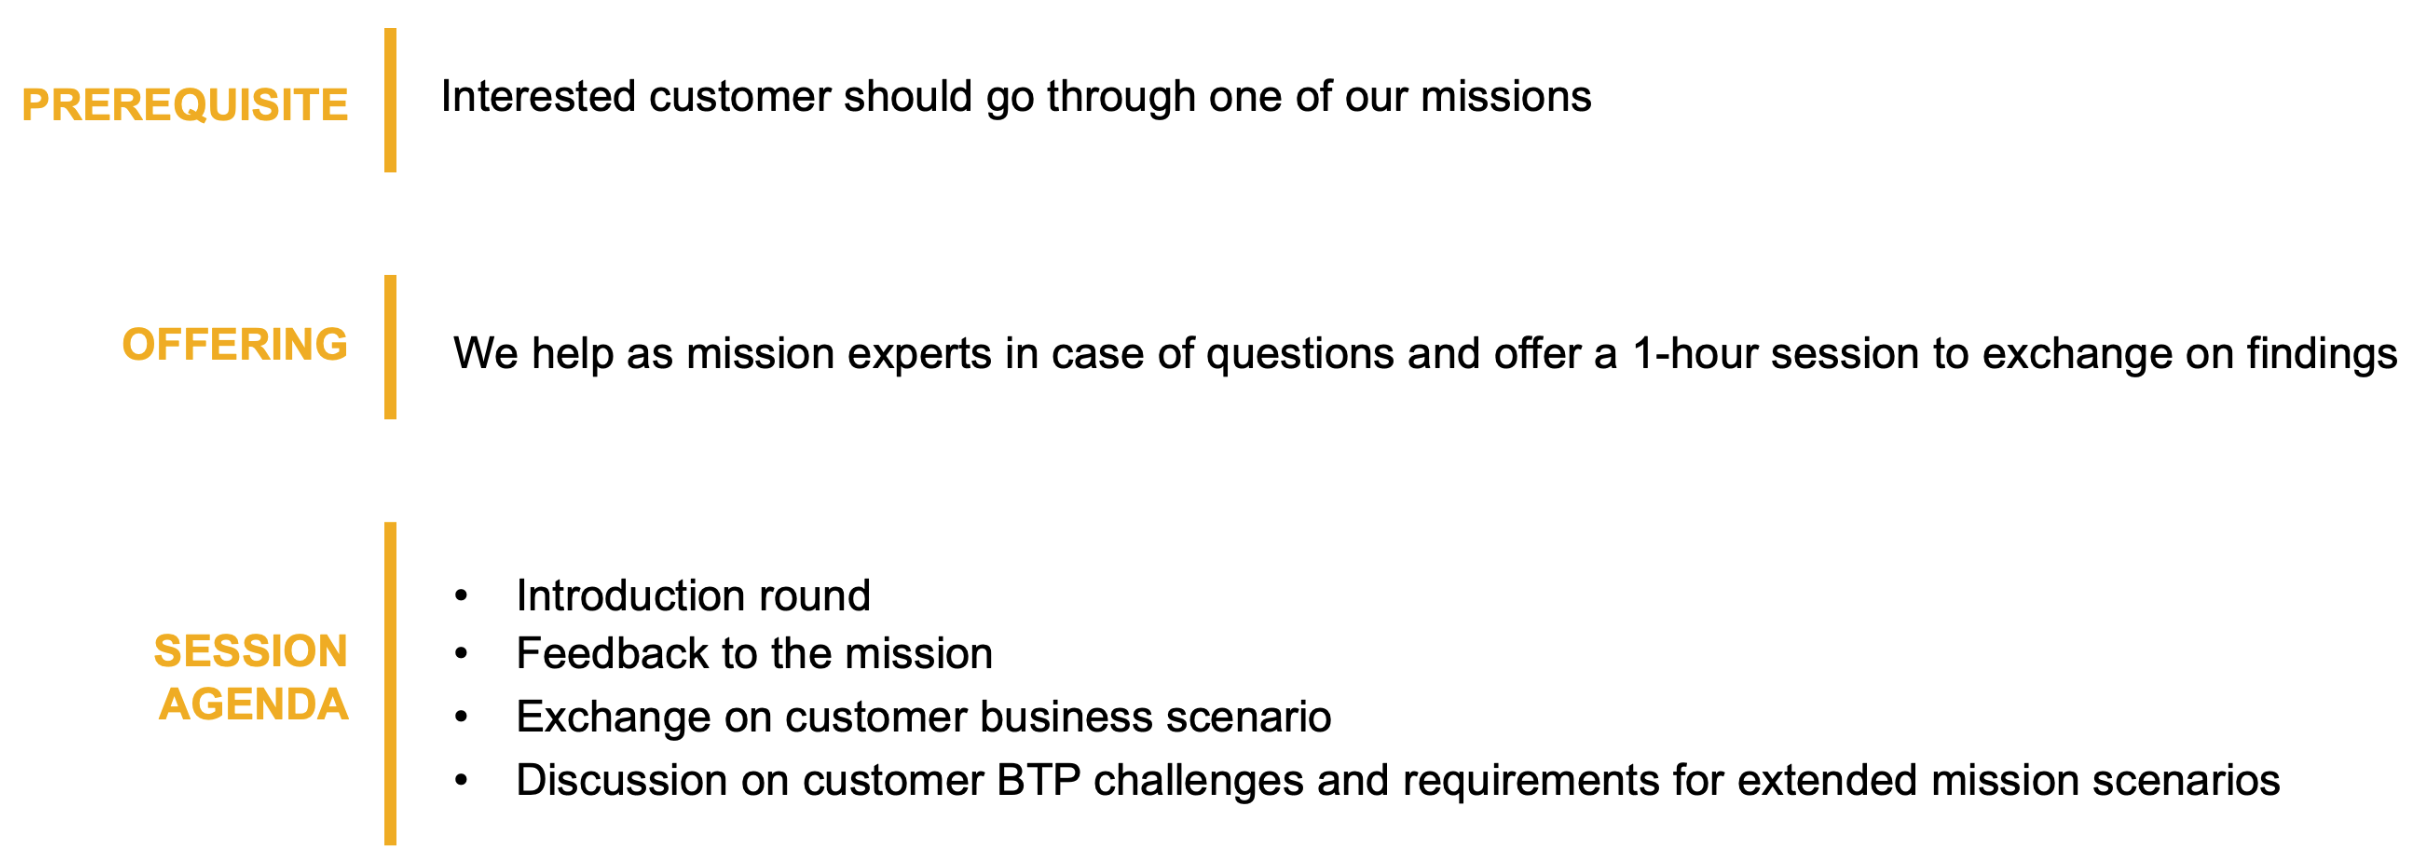 PREREQUISITE
Interested customer should go through one of our missions
OFFERING
We help as mission experts in case of questions and offer a 1-hour session to exchange on findings
SESSION
AGENDA
• Introduction round
• Feedback to the mission
• Exchange on customer business scenario
• Discussion on customer BTP challenges and requirements for extended mission scenarios